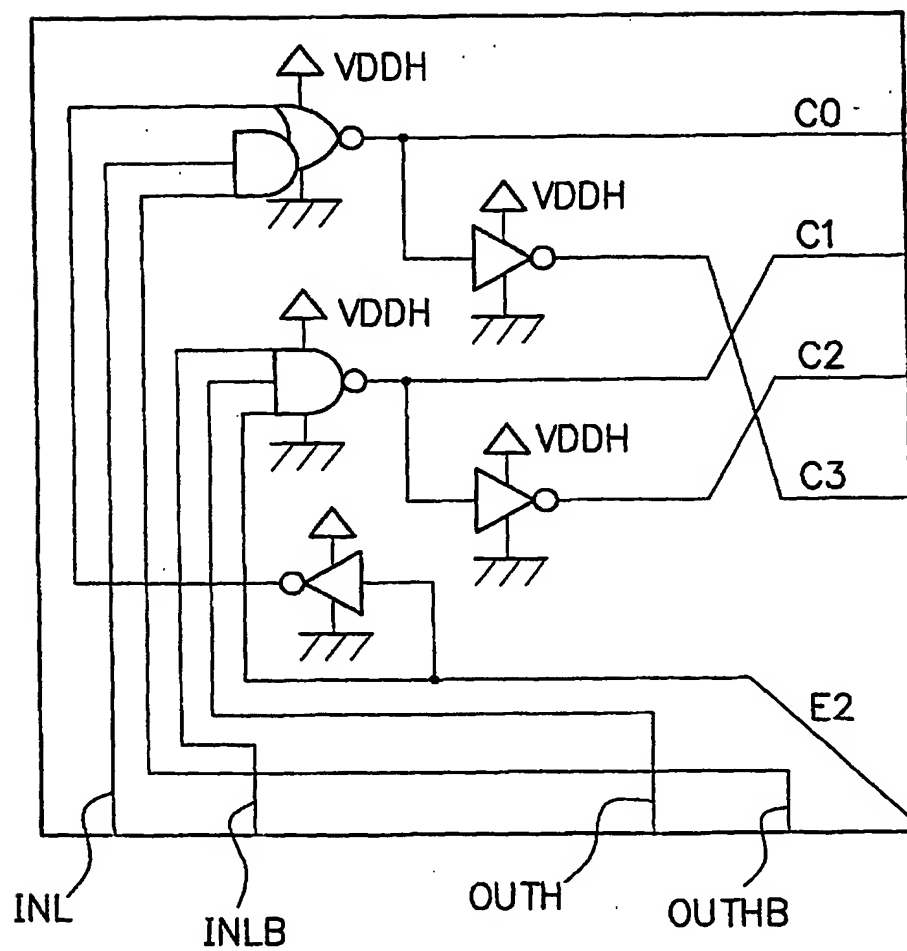 VDDH
C0
VDDH
C1
VDDH
C2
VDDH
C3
E2
INL
INLB
OUTH
OUTHB